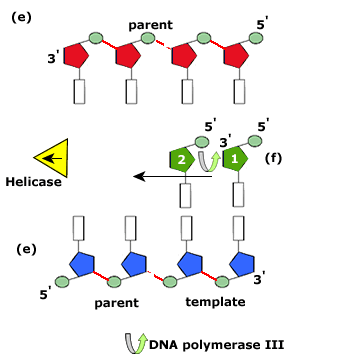 (e)
parent
5'
3'
5'
3'
5'
2
1
(f)
Helicase
(e)
5'
3'
parent
template
DNA polymerase III